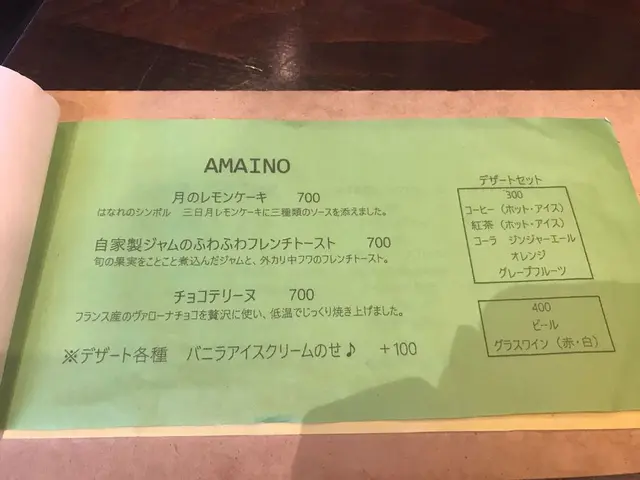 AMAINO
月のレモンケーキ 700
はなれのシンボル 三日月レモンケーキに三種類のソースを添えました。
自家製ジャムのふわふわフレンチトースト 700
旬の果実をことこと煮込んだジャムと、外カリ中フワのフレンチトースト。
チョコテリーヌ 700
フランス産のヴァローナチョコを贅沢に使い、低温でじっくり焼き上げました。
※デザート各種 バニラアイスクリームのせ♪ +100
デザートセット
300
コーヒー（ホット・アイス）
紅茶（ホット・アイス）
コーラ ジンジャーエール
オレンジ
グレープフルーツ
400
ビール
グラスワイン（赤・白）